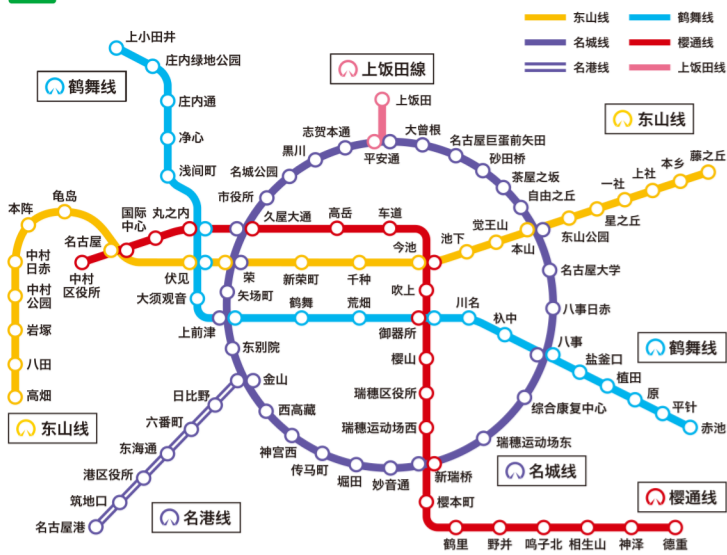 东山线
鹤舞线
名城线
樱通线
名港线
上饭田线
上小田井
庄内绿地公园
鹤舞线
庄内通
净心
浅间町
上飯田線
上饭田
平安通
志贺本通
黒川
名城公园
市役所
大曾根
名古屋巨蛋前矢田
砂田桥
茶屋之坂
自由之丘
东山线
藤之丘
本乡
上社
一社
星之丘
东山公园
本山
觉王山
池下
今池
龟岛
本阵
名古屋
国际
中心
丸之内
久屋大通
高岳
车道
中村
日赤
中村
公园
岩塚
八田
高畑
东山线
中村
区役所
伏见
荣
新荣町
千种
大须观音
矢场町
上前津
鹤舞
荒畑
御器所
吹上
川名
杁中
名古屋大学
八事日赤
八事
鹤舞线
盐釜口
植田
原
平针
赤池
东别院
金山
日比野
六番町
东海通
港区役所
筑地口
名古屋港
名港线
西高藏
神宫西
传马町
堀田
妙音通
新瑞桥
樱山
瑞穗区役所
瑞穗运动场西
综合康复中心
瑞穗运动场东
名城线
樱本町
樱通线
鹤里
野并
鸣子北
相生山
神泽
德重